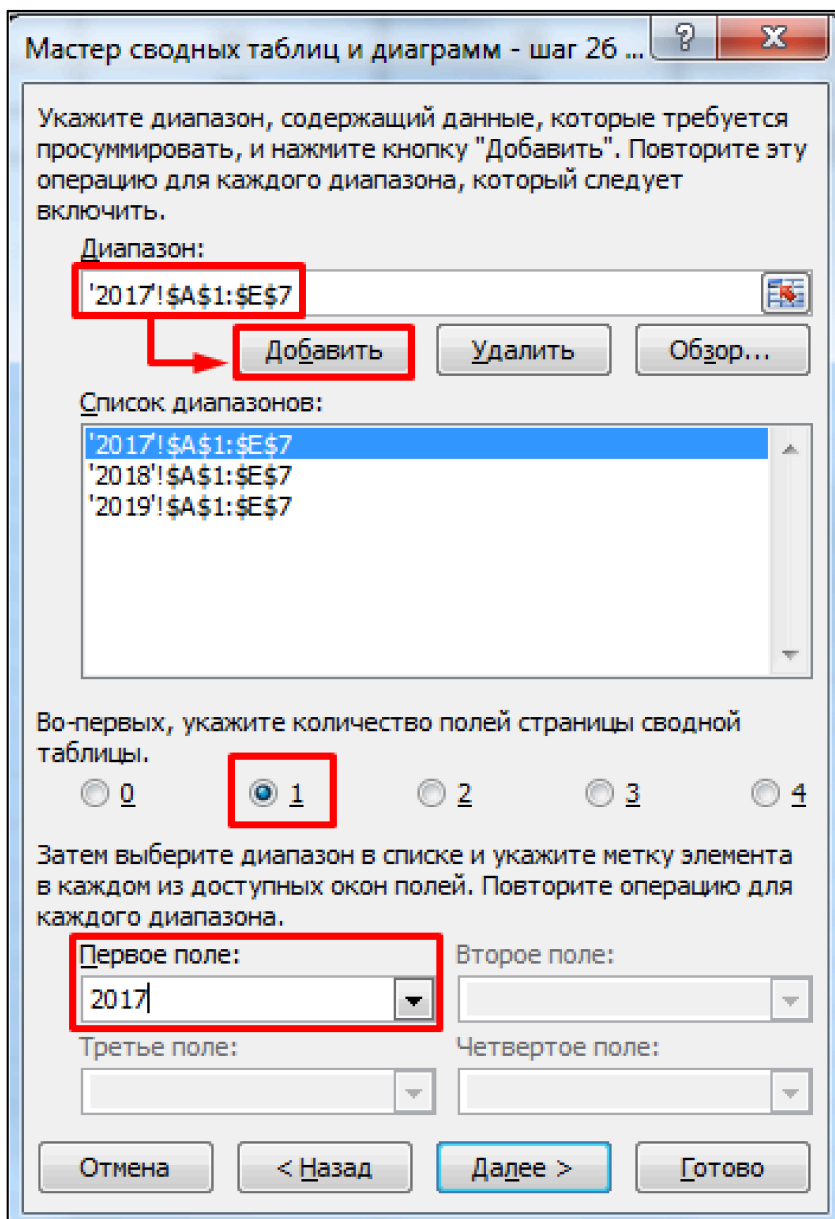 Мастер сводных таблиц и диаграмм - шаг 2б ...
Укажите диапазон, содержащий данные, которые требуется
просуммировать, и нажмите кнопку "Добавить". Повторите эту
операцию для каждого диапазона, который следует
включить.
Диапазон:
'2017'!$A$1:$E$7
Добавить Удалить Обзор...
Список диапазонов:
'2017'!$A$1:$E$7
'2018'!$A$1:$E$7
'2019'!$A$1:$E$7
Во-первых, укажите количество полей страницы сводной
таблицы.
0 1 2 3 4
Затем выберите диапазон в списке и укажите метку элемента
в каждом из доступных окон полей. Повторите операцию для
каждого диапазона.
Первое поле: Второе поле:
2017
Третье поле: Четвертое поле:
Отмена < Назад Далее > Готово